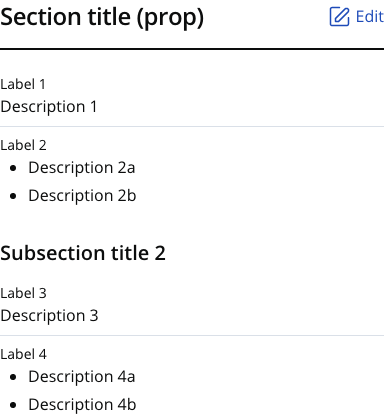 Section title (prop)
Edit
Label 1
Description 1
Label 2
Description 2a
Description 2b
Subsection title 2
Label 3
Description 3
Label 4
Description 4a
Description 4b